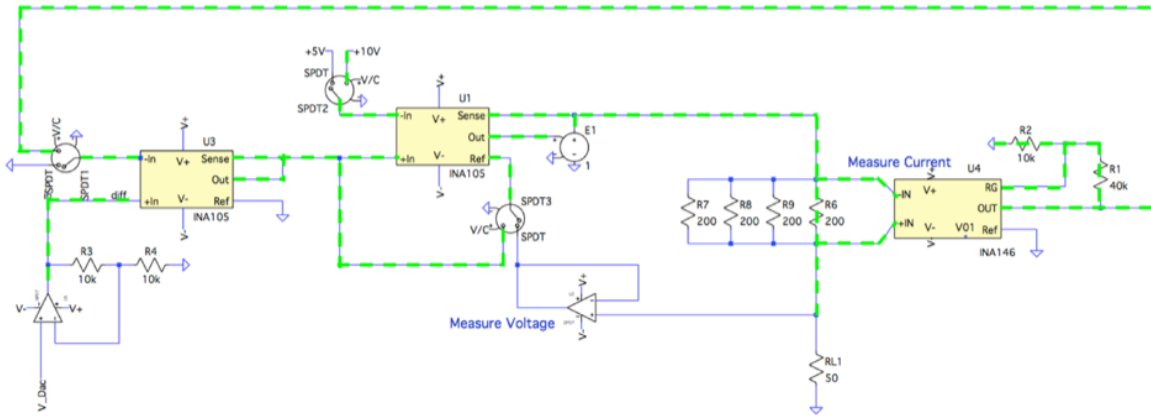 +5V
+10V
SPDT
V/C
SPDT2
V+
U1
-In
V+
Sense
Out
E1
+In
V-
Ref
1
INA105
V-
V/C
SPDT
SPDT1
V+
U3
-In
V+
Sense
Out
diff
+In
V-
Ref
INA105
V-
SPDT3
V/C
SPDT
R3
10k
R4
10k
V-
V+
V_Dac
Measure Voltage
V+
V-
R7
200
R8
200
R9
200
R6
200
Measure Current
V+
U4
-IN
V+
RG
OUT
+IN
V-
VO1
Ref
V-
INA146
R2
10k
R1
40k
RL1
50